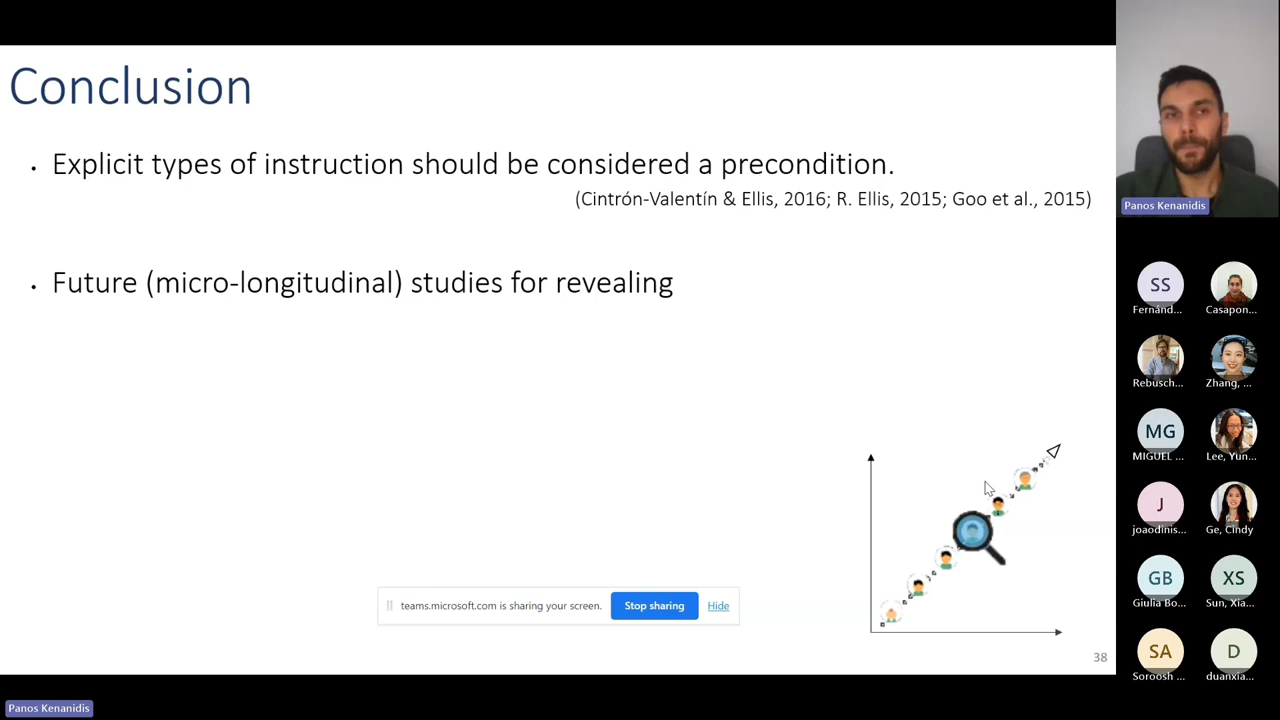 Conclusion
• Explicit types of instruction should be considered a precondition.
(Cintrón-Valentín & Ellis, 2016; R. Ellis, 2015; Goo et al., 2015)
• Future (micro-longitudinal) studies for revealing
teams.microsoft.com is sharing your screen. Stop sharing Hide
38
Panos Kenanidis
SS
Fernánd... Casapon...
Rebusch... Zhang, ...
MG
MIGUEL ... Lee, Yun...
J
joaodinis... Ge, Cindy
GB XS
Giulia Bo... Sun, Xia...
SA D
Soroosh ... duanxia...
Panos Kenanidis